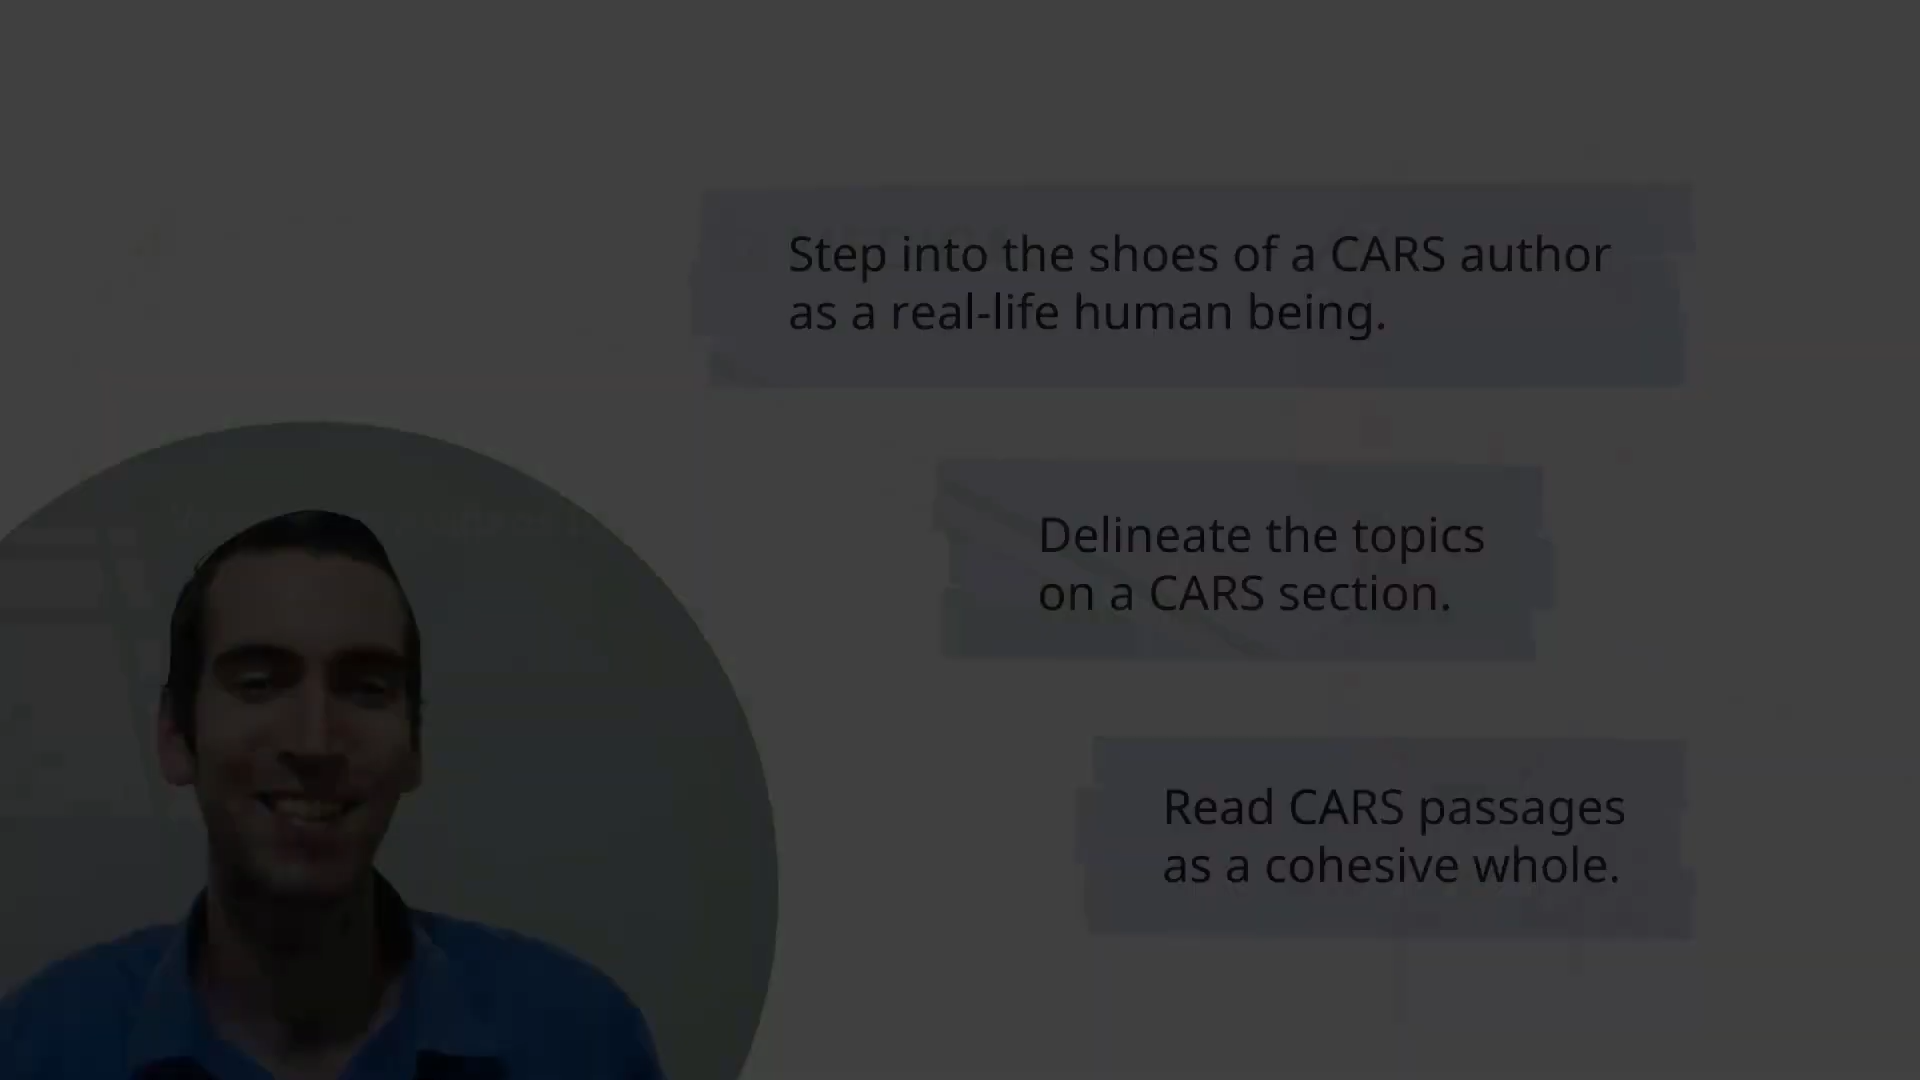 Step into the shoes of a CARS author
as a real-life human being.
Delineate the topics
on a CARS section.
Read CARS passages
as a cohesive whole.